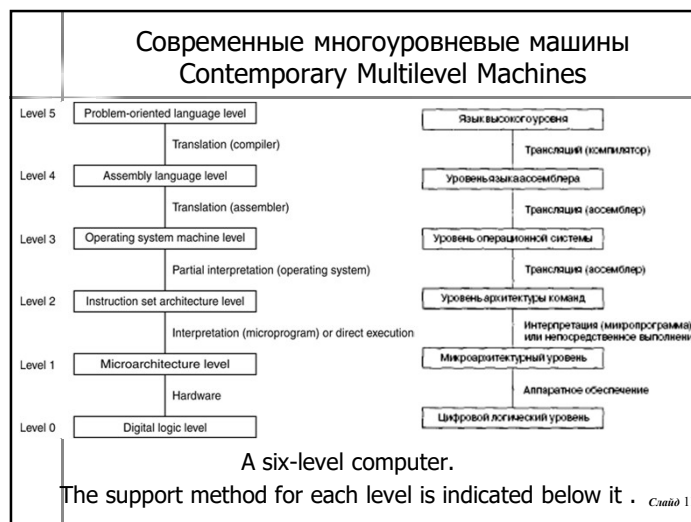 Современные многоуровневые машины
Contemporary Multilevel Machines
Level 5
Problem-oriented language level
Translation (compiler)
Level 4
Assembly language level
Translation (assembler)
Level 3
Operating system machine level
Partial interpretation (operating system)
Level 2
Instruction set architecture level
Interpretation (microprogram) or direct execution
Level 1
Microarchitecture level
Hardware
Level 0
Digital logic level
Язык высокого уровня
Трансляций (компилятор)
Уровень языка ассемблера
Трансляция (ассемблер)
Уровень операционной системы
Трансляция (ассемблер)
Уровень архитектуры команд
Интерпретация (микропрограмма)
или непосредственное выполнени
Микроархитектурный уровень
Аппаратное обеспечение
Цифровой логический уровень
A six-level computer.
The support method for each level is indicated below it .
Слайд 1